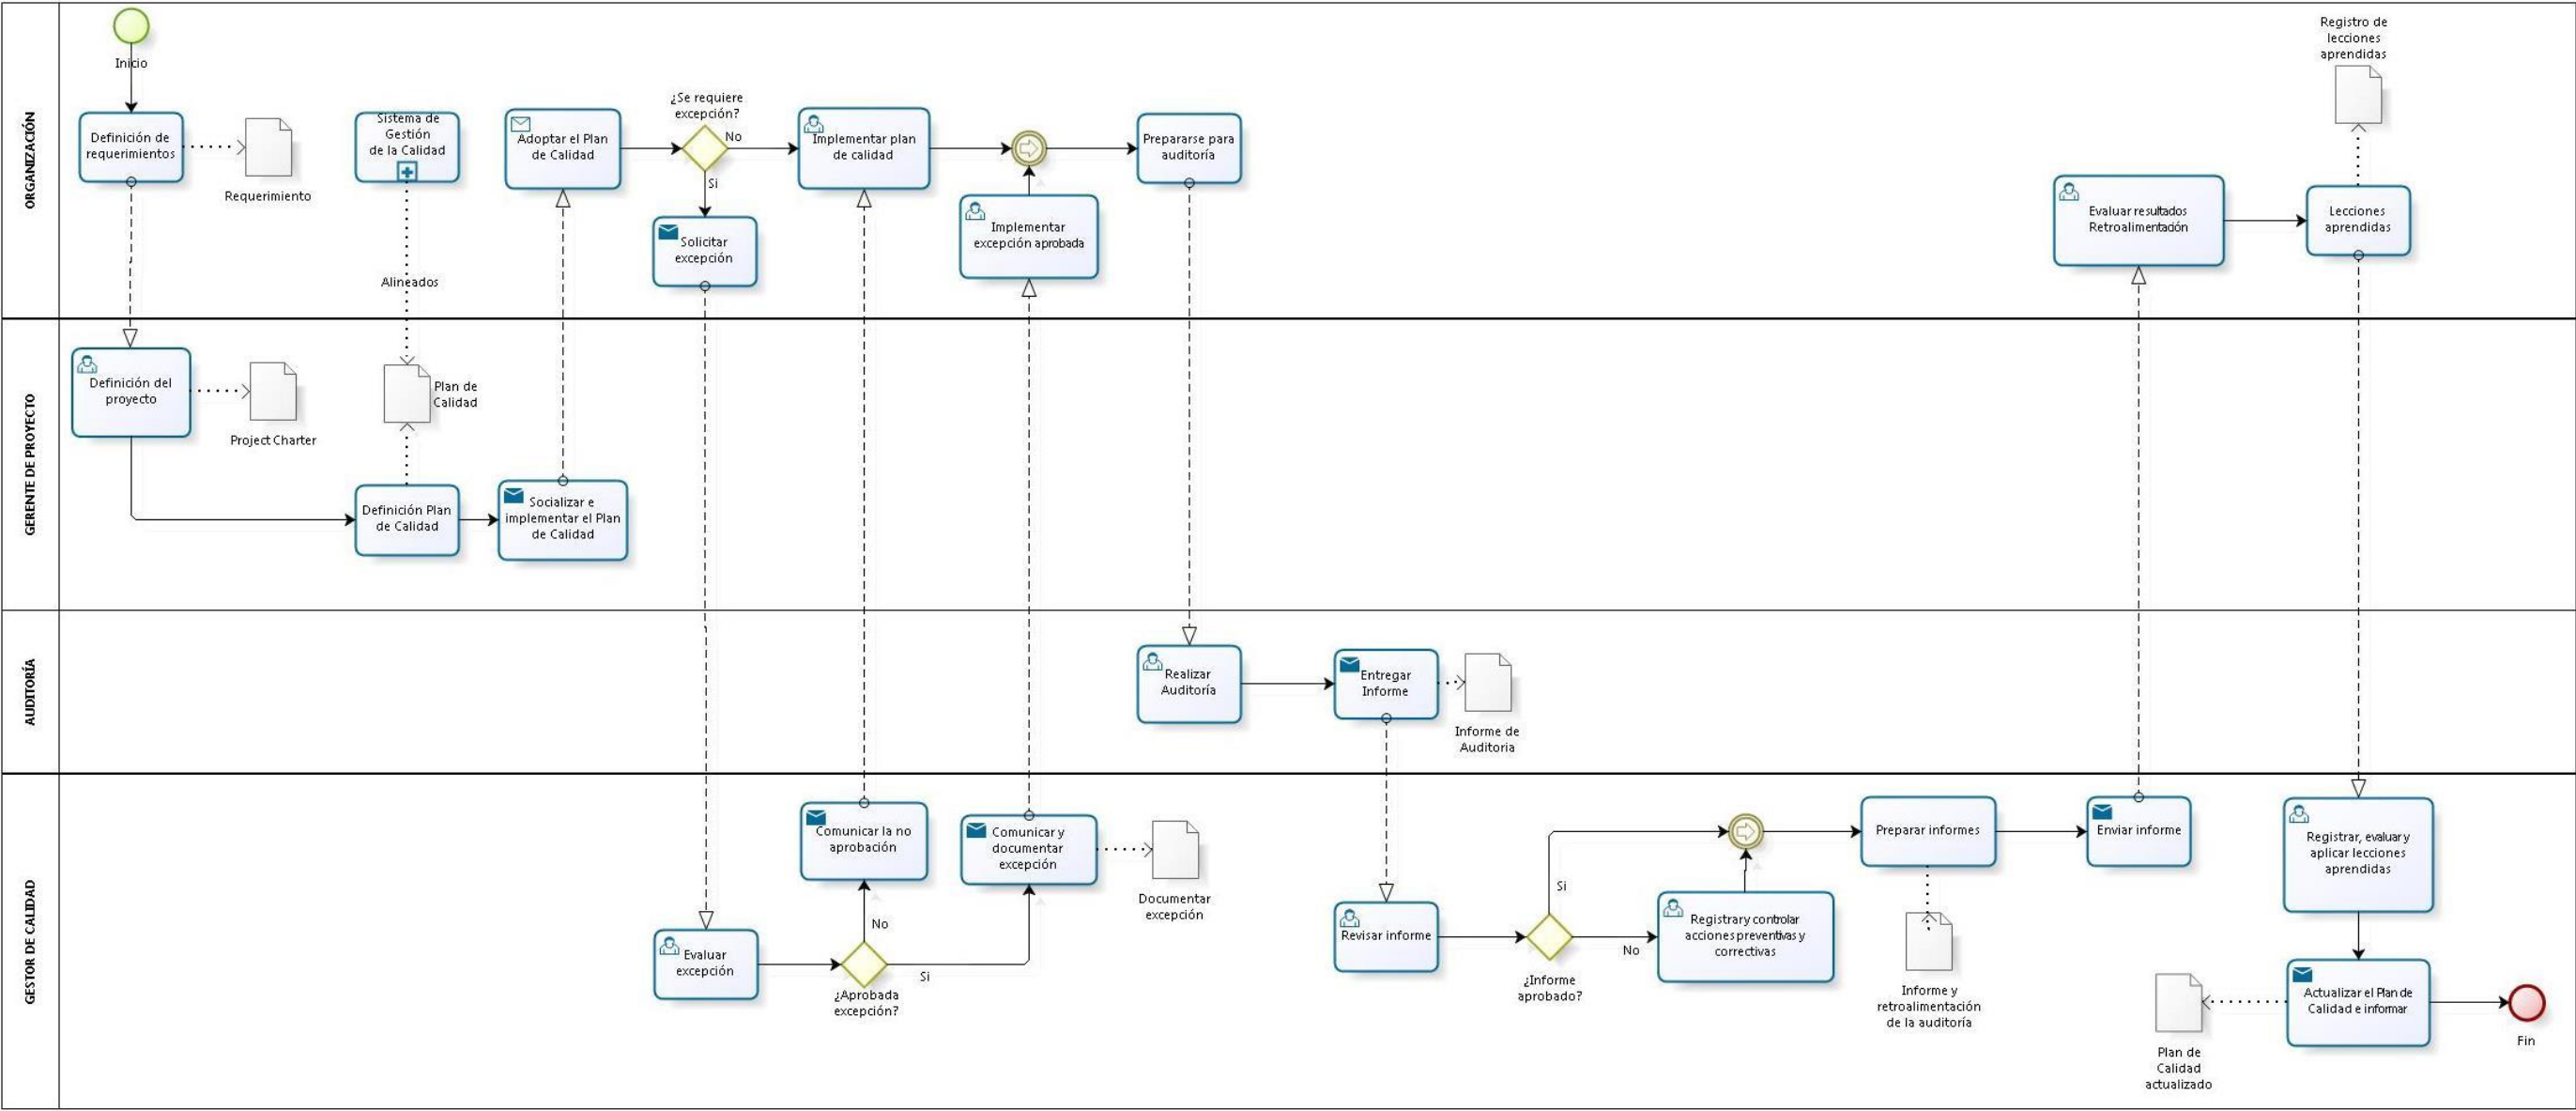 ORGANIZACIÓN
Inicio
Definición de
requerimientos
Requerimiento
Sistema de
Gestión
de la Calidad
Alineados
Adoptar el Plan
de Calidad
¿Se requiere
excepción?
No
Si
Solicitar
excepción
Implementar plan
de calidad
Implementar
excepción aprobada
Prepararse para
auditoría
Evaluar resultados
Retroalimentación
Lecciones
aprendidas
Registro de
lecciones
aprendidas
GERENTE DE PROYECTO
Definición del
proyecto
Project Charter
Plan de
Calidad
Definición Plan
de Calidad
Socializar e
implementar el Plan
de Calidad
AUDITORÍA
Realizar
Auditoría
Entregar
Informe
Informe de
Auditoria
GESTOR DE CALIDAD
Evaluar
excepción
¿Aprobada
excepción?
No
Si
Comunicar la no
aprobación
Comunicar y
documentar
excepción
Documentar
excepción
Revisar informe
¿Informe
aprobado?
Si
No
Registrar y controlar
acciones preventivas y
correctivas
Preparar informes
Informe y
retroalimentación
de la auditoría
Enviar informe
Registrar, evaluar y
aplicar lecciones
aprendidas
Actualizar el Plan de
Calidad e informar
Plan de
Calidad
actualizado
Fin